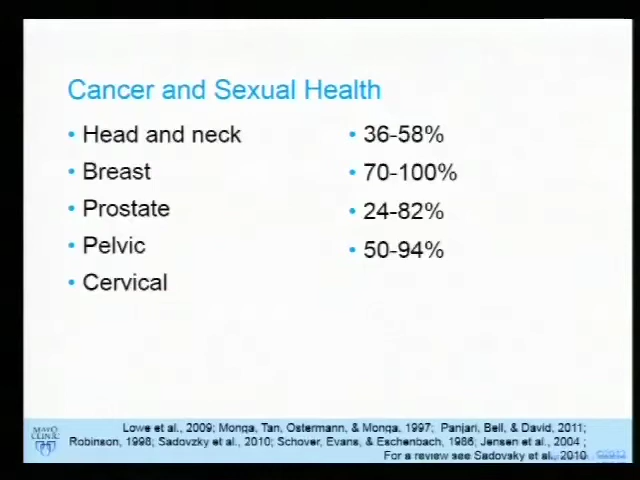 Cancer and Sexual Health
• Head and neck • 36-58%
• Breast • 70-100%
• Prostate • 24-82%
• Pelvic • 50-94%
• Cervical
MAYO
CLINIC
Lowe et al., 2009; Monga, Tan, Ostermann, & Monga, 1997; Panjari, Bell, & David, 2011;
Robinson, 1998; Sadovzky et al., 2010; Schover, Evans, & Eschenbach, 1986; Jensen et al., 2004 ;
For a review see Sadovsky et al., 2010